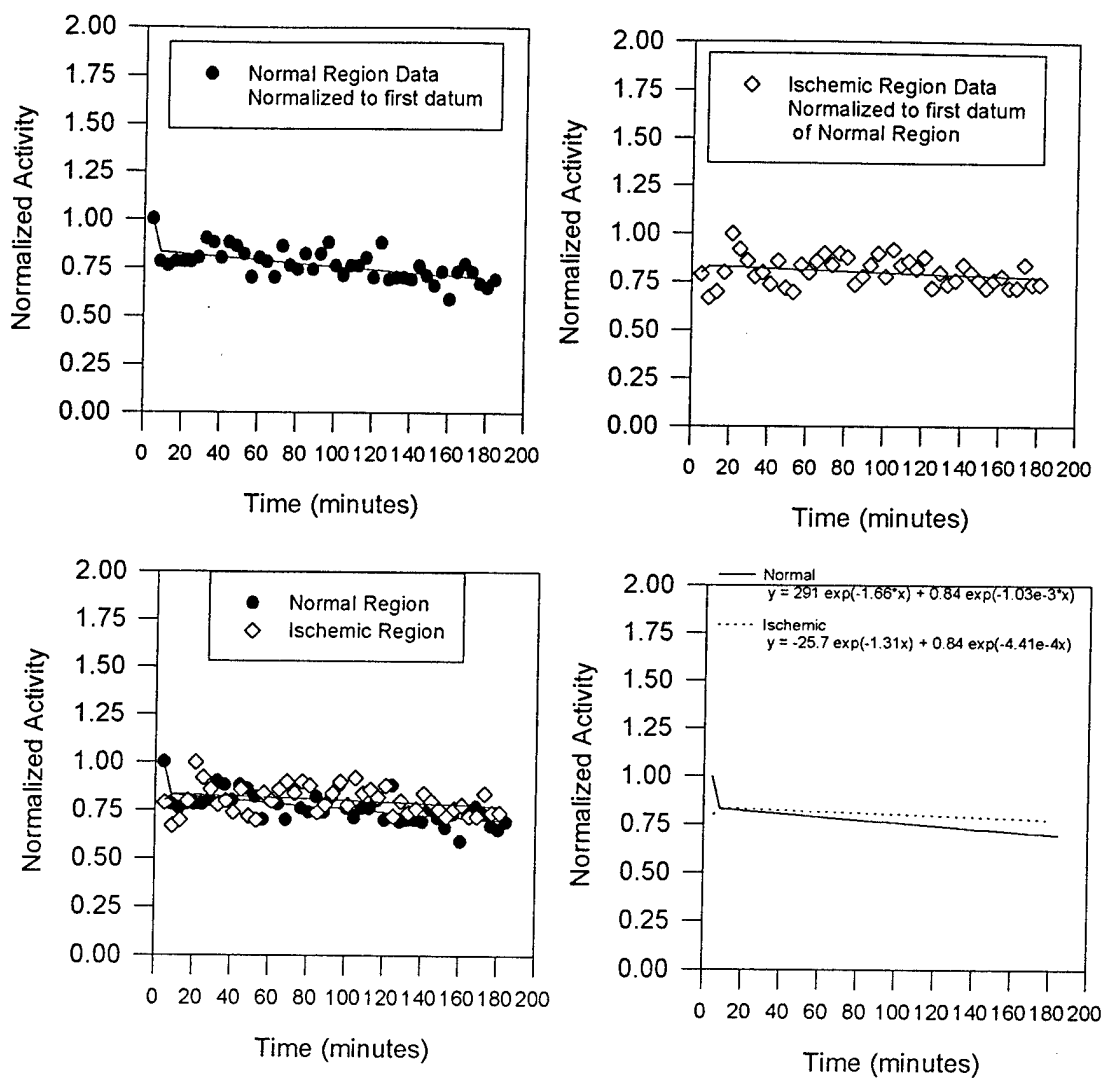 2.00
1.75
1.50
1.25
1.00
0.75
0.50
0.25
0.00
Normalized Activity
Normal Region Data
Normalized to first datum
0 20 40 60 80 100 120 140 160 180 200
Time (minutes)
2.00
1.75
1.50
1.25
1.00
0.75
0.50
0.25
0.00
Normalized Activity
Ischemic Region Data
Normalized to first datum
of Normal Region
0 20 40 60 80 100 120 140 160 180 200
Time (minutes)
2.00
1.75
1.50
1.25
1.00
0.75
0.50
0.25
0.00
Normalized Activity
Normal Region
Ischemic Region
0 20 40 60 80 100 120 140 160 180 200
Time (minutes)
2.00
1.75
1.50
1.25
1.00
0.75
0.50
0.25
0.00
Normalized Activity
Normal
y = 291 exp(-1.66*x) + 0.84 exp(-1.03e-3*x)
Ischemic
y = -25.7 exp(-1.31x) + 0.84 exp(-4.41e-4x)
0 20 40 60 80 100 120 140 160 180 200
Time (minutes)